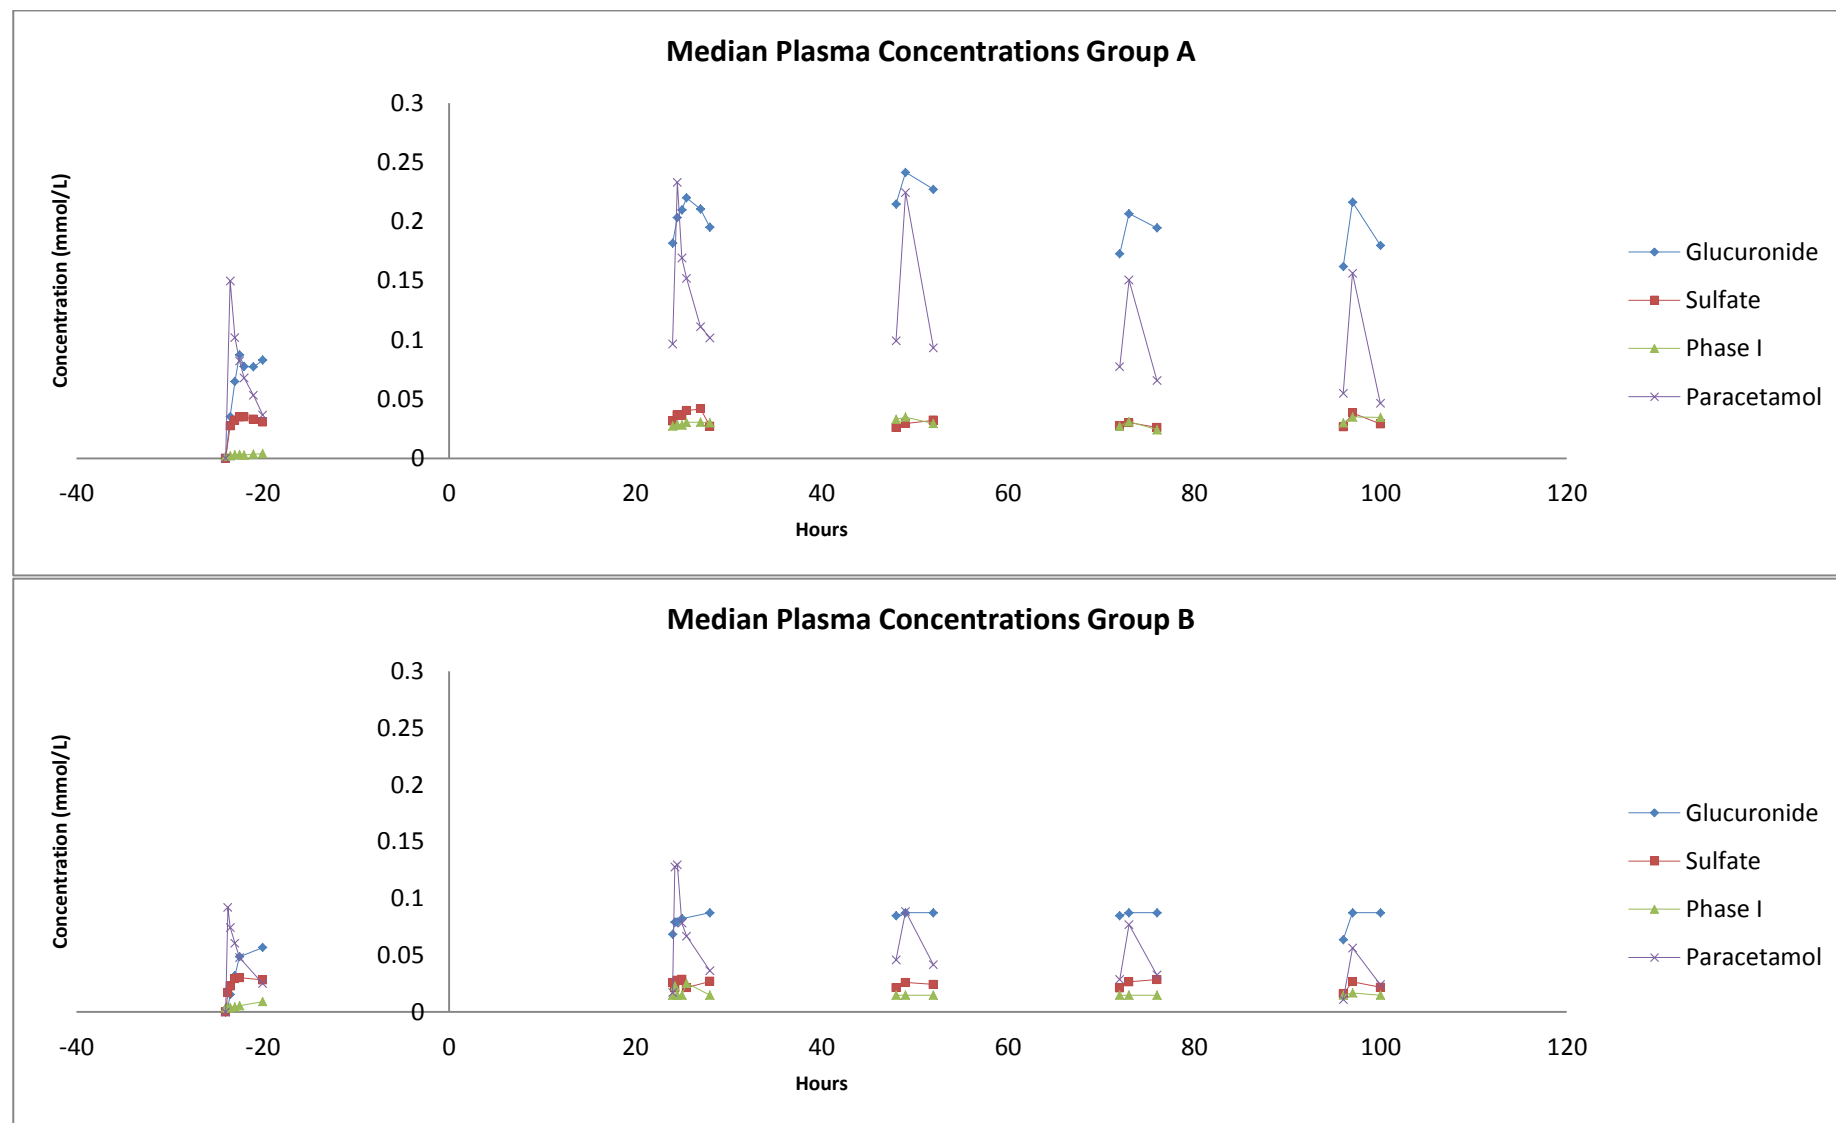 Median Plasma Concentrations Group A
Concentration (mmol/L)
0.3
0.25
0.2
0.15
0.1
0.05
0
-40 -20 0 20 40 60 80 100 120
Hours
Glucuronide
Sulfate
Phase I
Paracetamol
Median Plasma Concentrations Group B
Concentration (mmol/L)
0.3
0.25
0.2
0.15
0.1
0.05
0
-40 -20 0 20 40 60 80 100 120
Hours
Glucuronide
Sulfate
Phase I
Paracetamol